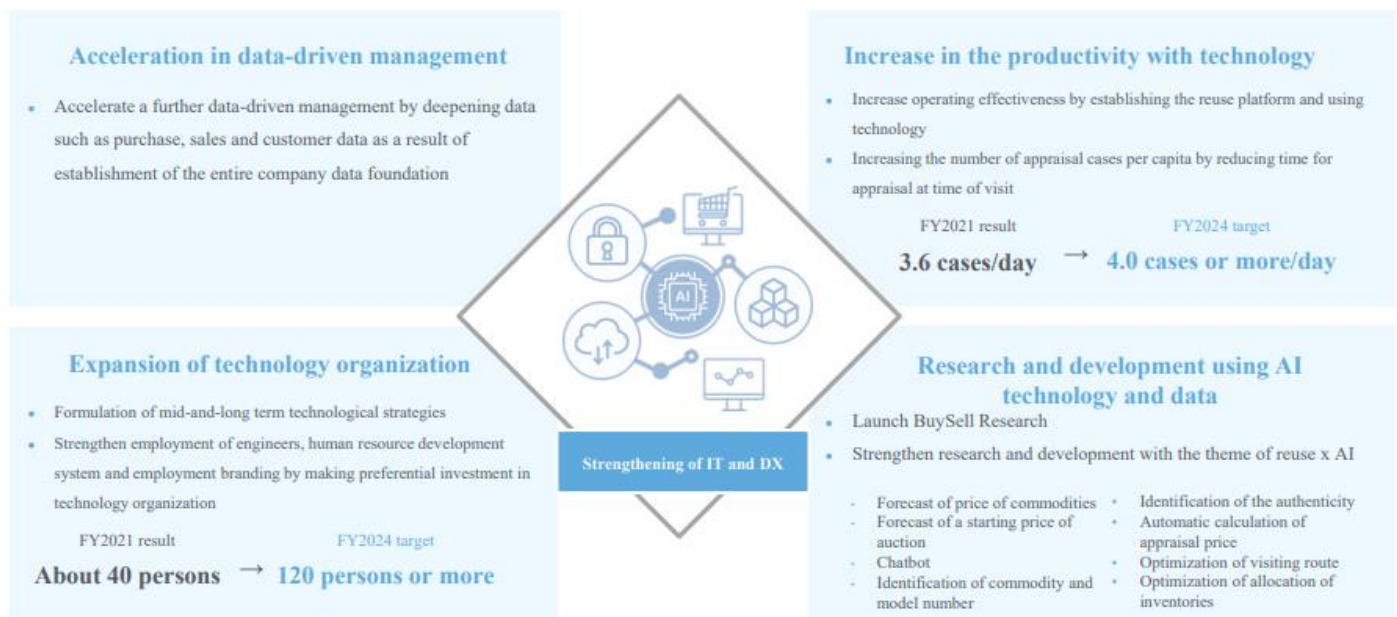 Acceleration in data-driven management
• Accelerate a further data-driven management by deepening data
such as purchase, sales and customer data as a result of
establishment of the entire company data foundation
Increase in the productivity with technology
• Increase operating effectiveness by establishing the reuse platform and using
technology
• Increasing the number of appraisal cases per capita by reducing time for
appraisal at time of visit
FY2021 result
FY2024 target
3.6 cases/day → 4.0 cases or more/day
AI
Strengthening of IT and DX
Expansion of technology organization
• Formulation of mid-and-long term technological strategies
• Strengthen employment of engineers, human resource development
system and employment branding by making preferential investment in
technology organization
FY2021 result
FY2024 target
About 40 persons → 120 persons or more
Research and development using AI
technology and data
• Launch BuySell Research
• Strengthen research and development with the theme of reuse x AI
- Forecast of price of commodities
- Forecast of a starting price of
auction
- Chatbot
- Identification of commodity and
model number
• Identification of the authenticity
• Automatic calculation of
appraisal price
• Optimization of visiting route
• Optimization of allocation of
inventories